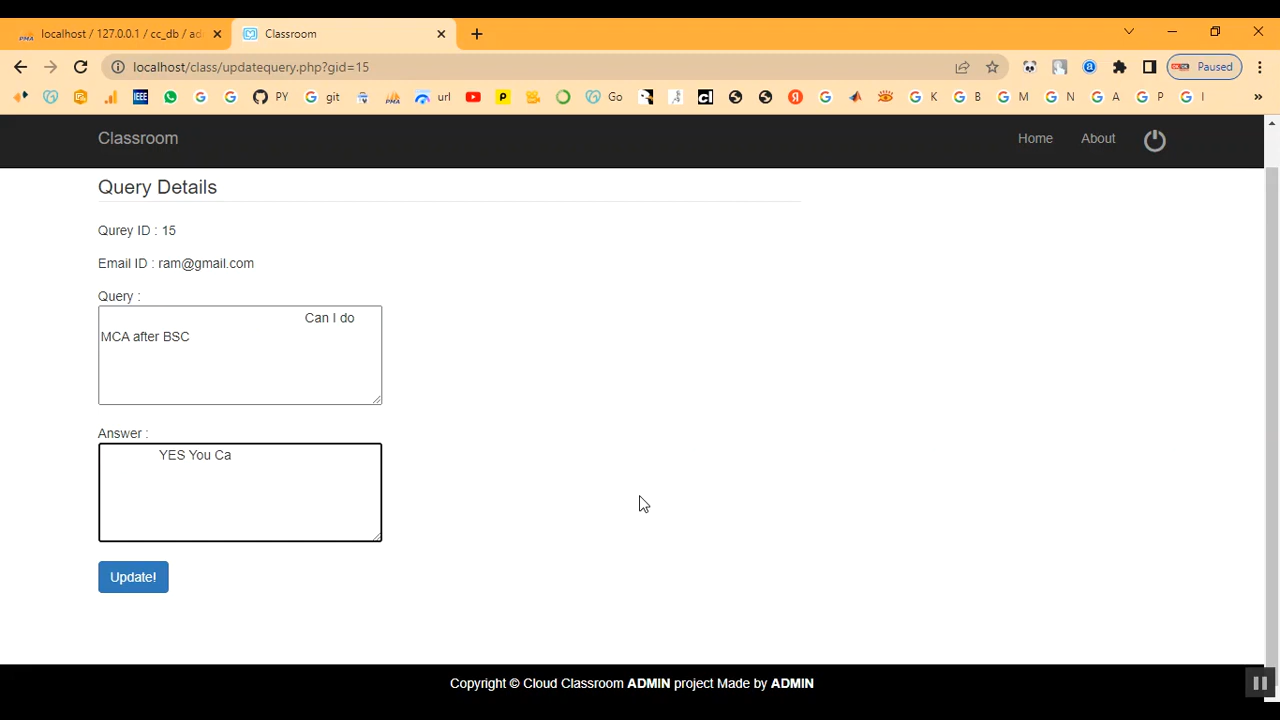 localhost / 127.0.0.1 / cc_db / ad
Classroom
localhost/class/updatequery.php?gid=15
Paused
IEEE
PY
git
PMA
url
Go
K
B
M
N
A
P
I
»
Classroom
Home
About
Query Details
Qurey ID : 15
Email ID : ram@gmail.com
Query :
Can I do
MCA after BSC
Answer :
YES You Ca
Update!
Copyright © Cloud Classroom ADMIN project Made by ADMIN